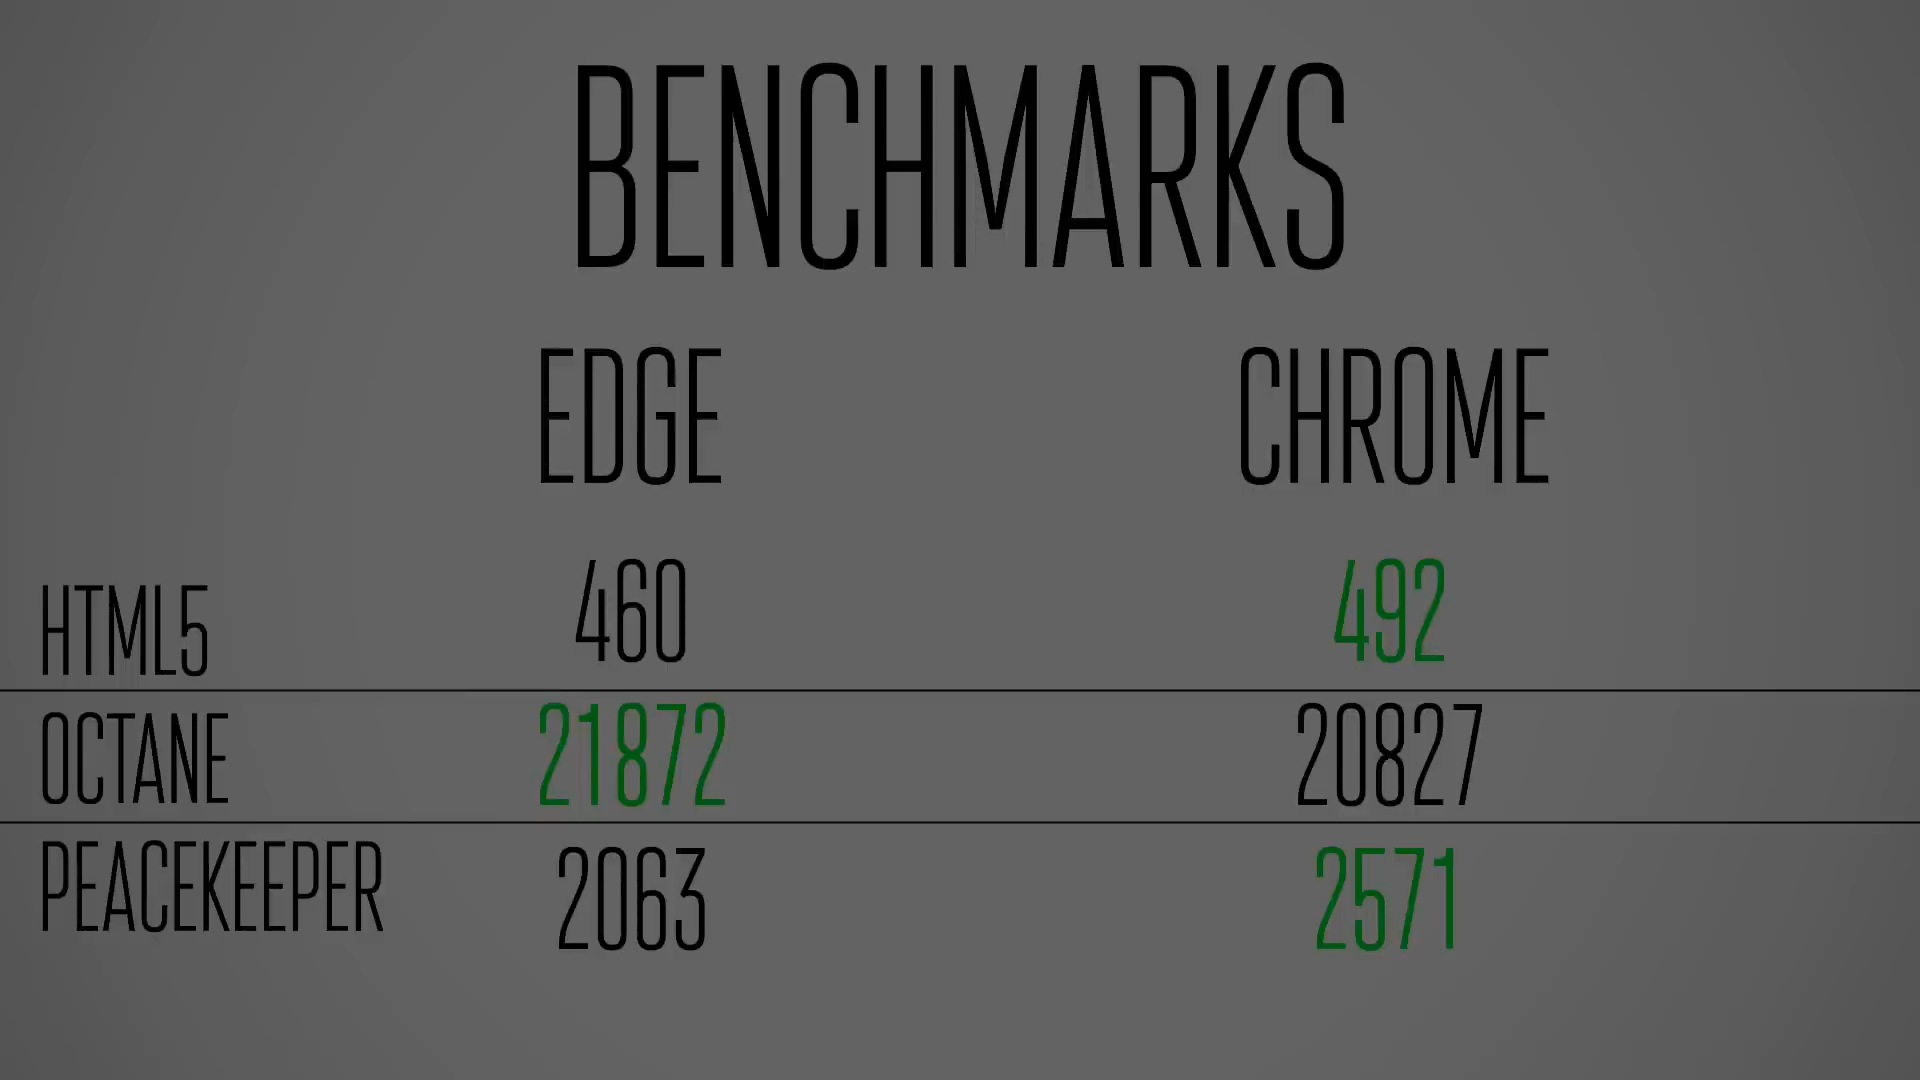 BENCHMARKS
EDGE CHROME
HTML5 460 492
OCTANE 21872 20827
PEACEKEEPER 2063 2571